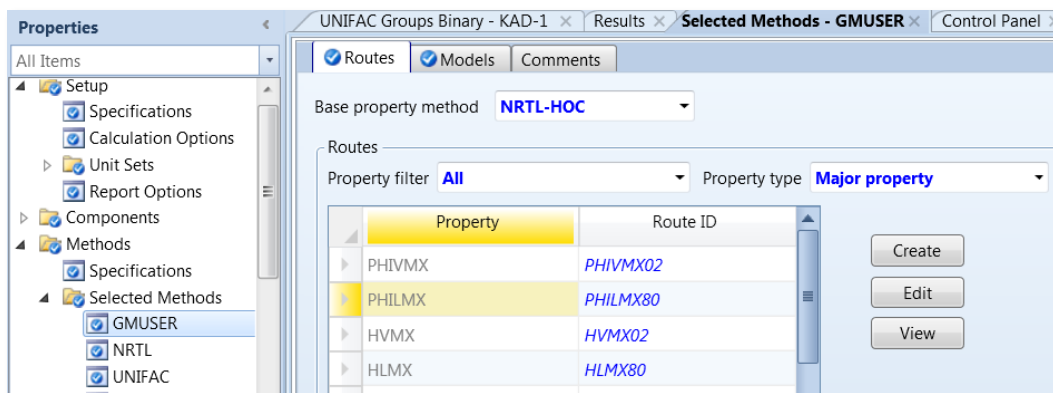 Properties
All Items
Setup
Specifications
Calculation Options
Unit Sets
Report Options
Components
Methods
Specifications
Selected Methods
GMUSER
NRTL
UNIFAC
UNIFAC Groups Binary - KAD-1 Results Selected Methods - GMUSER Control Panel
Routes Models Comments
Base property method NRTL-HOC
Routes
Property filter All Property type Major property
Property Route ID
PHIVMX PHIVMX02
PHILMX PHILMX80
HVMX HVMX02
HLMX HLMX80
Create
Edit
View